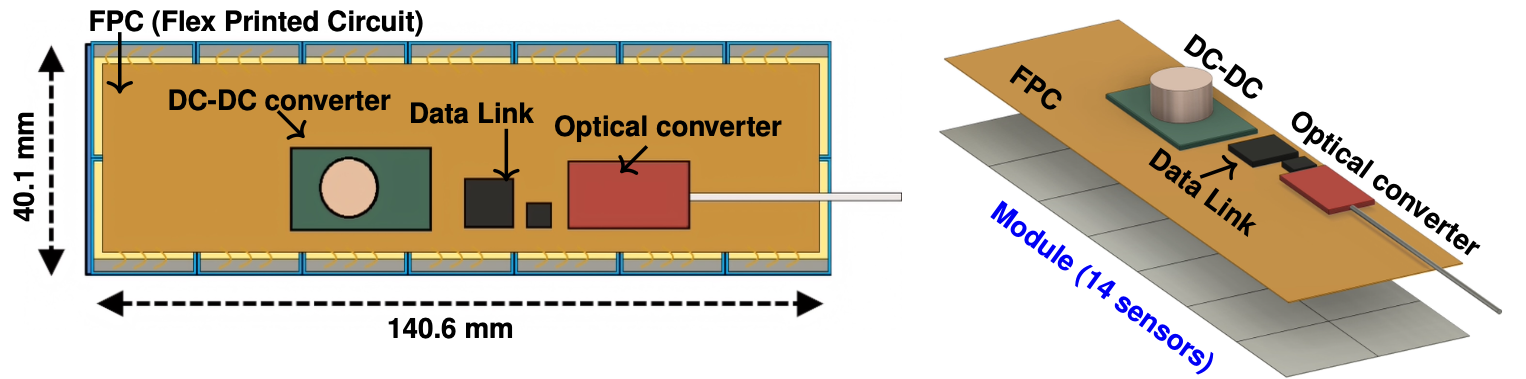 FPC (Flex Printed Circuit)
DC-DC converter
Data Link
Optical converter
40.1 mm
140.6 mm
FPC
DC-DC
Optical converter
Data Link
Module (14 sensors)